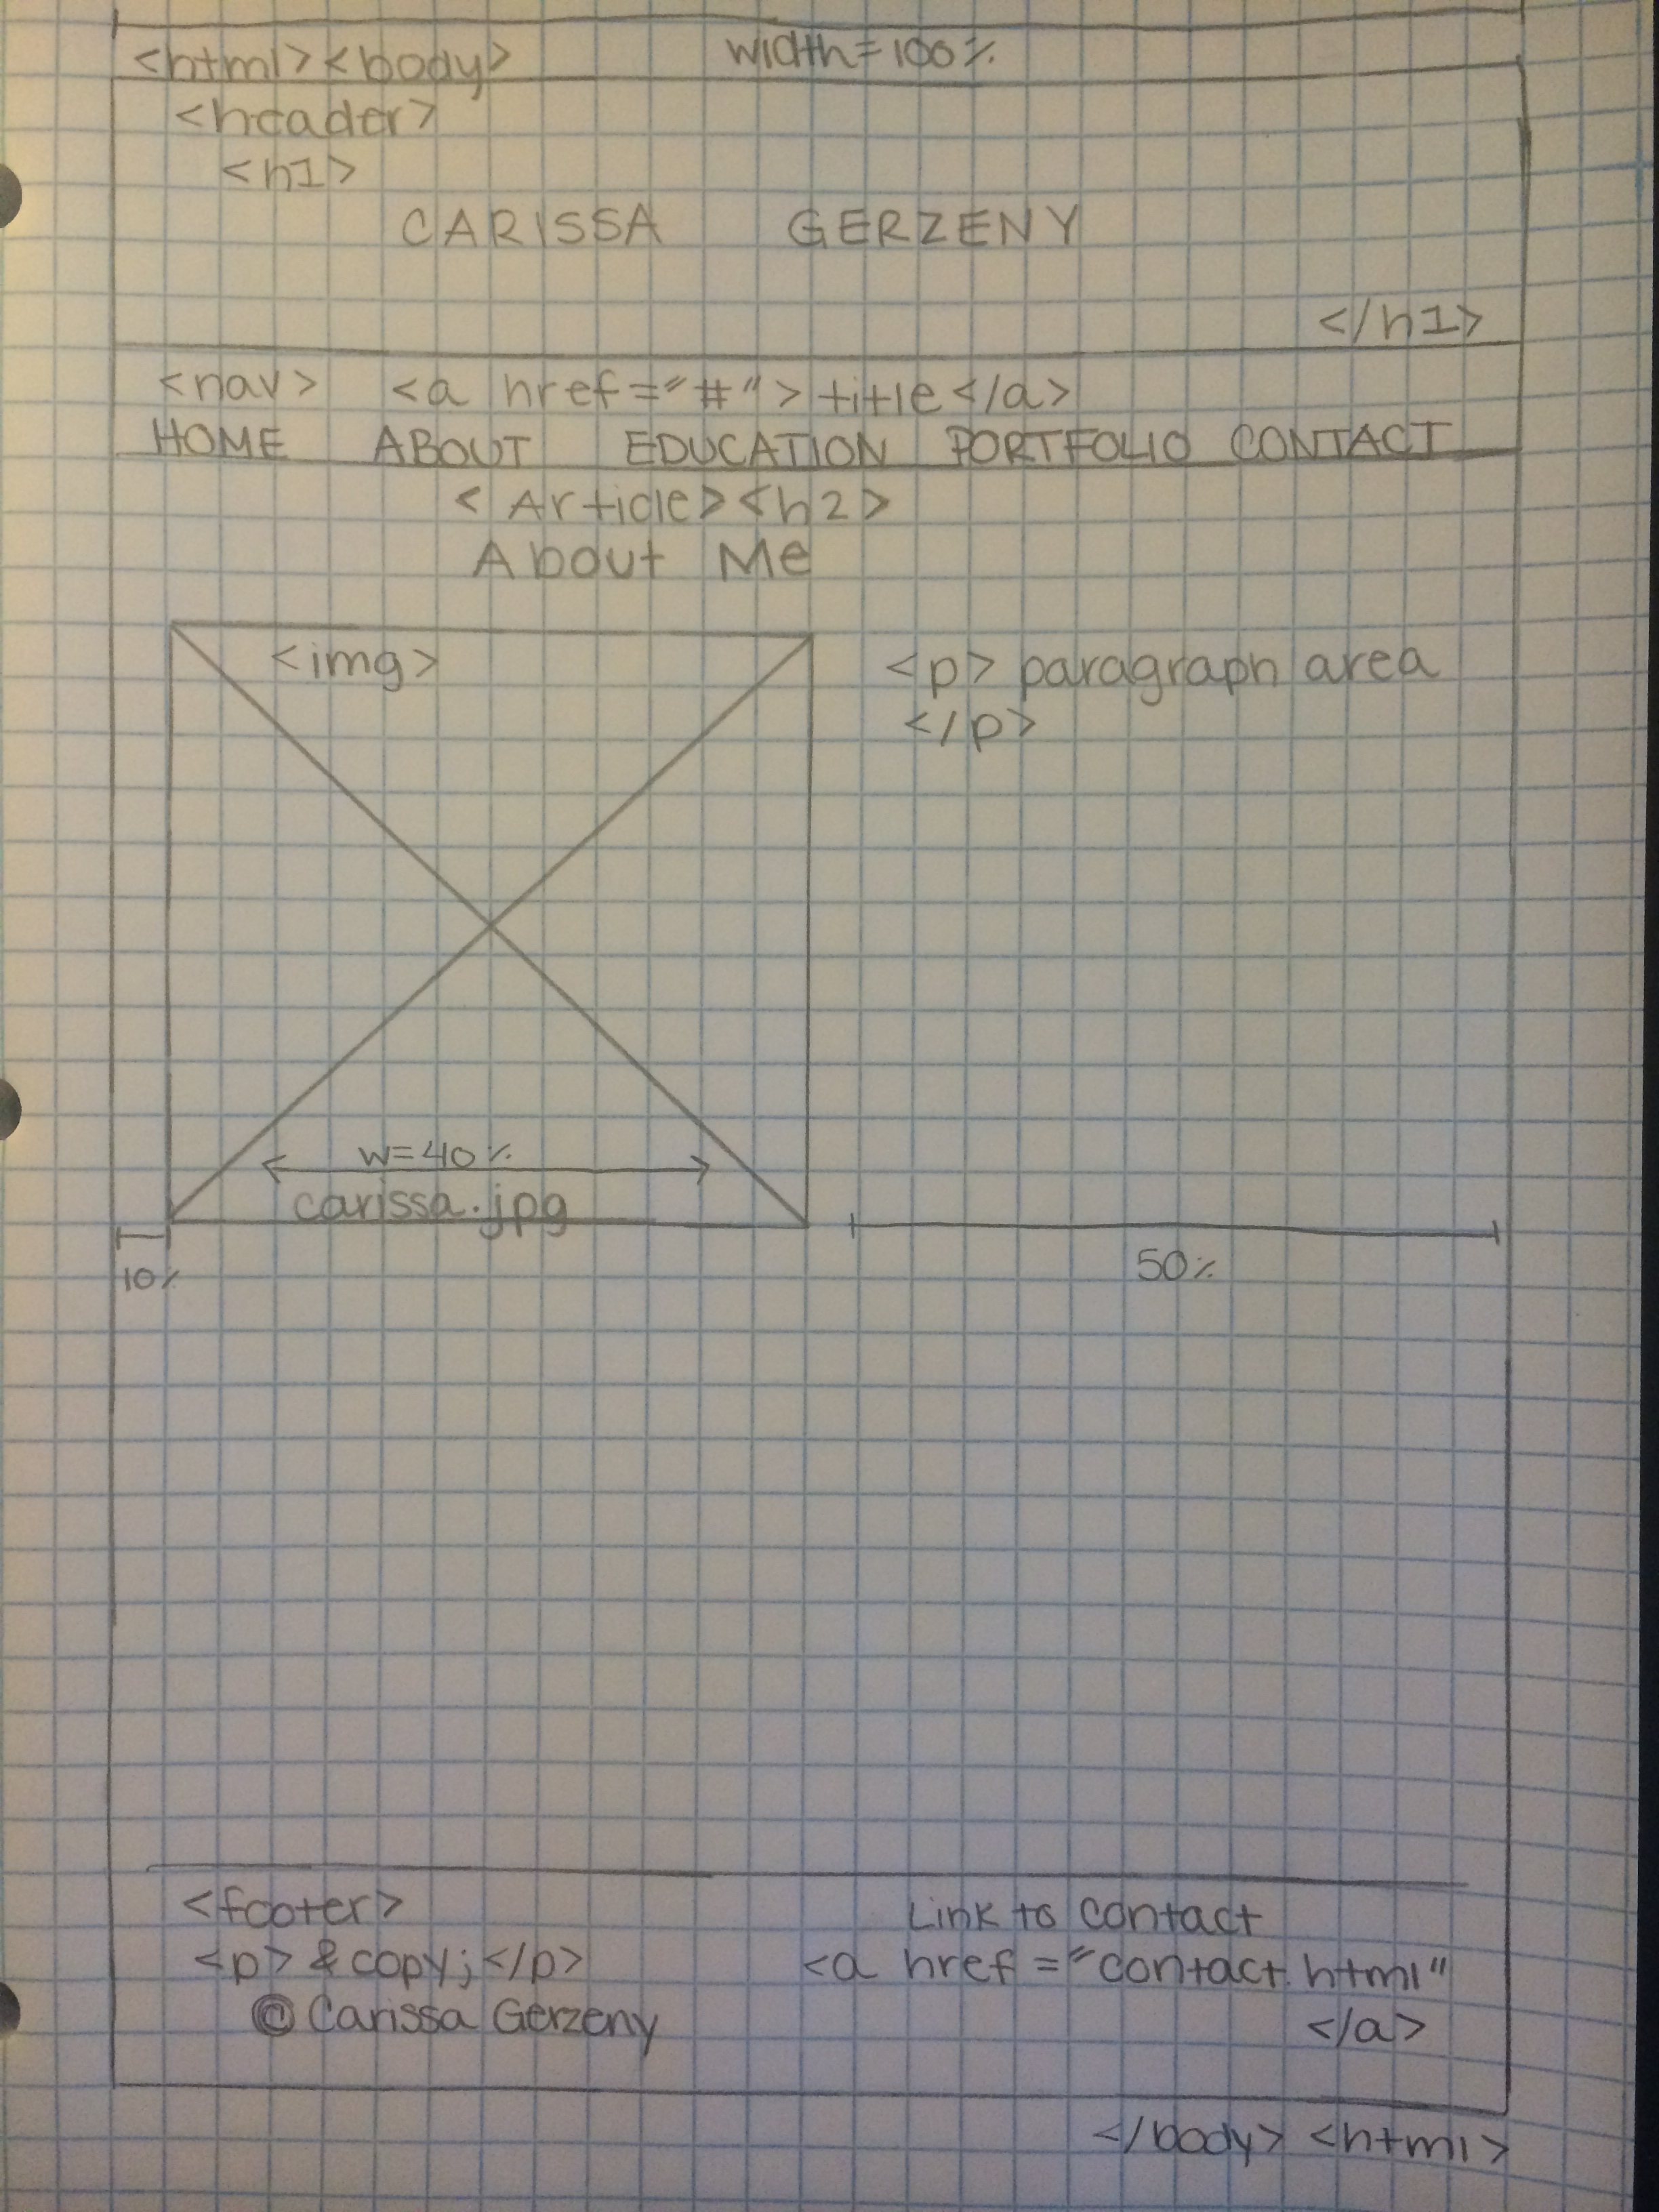 <html><body> width=100%
<header>
<h1>
CARISSA GERZENY
</h1>
<nav> <a href="#">title</a>
HOME ABOUT EDUCATION PORTFOLIO CONTACT
<Article><h2>
About Me
<img>
<p> paragraph area
</p>
w=40%
carissa.jpg
10%
50%
<footer>
<p>&copy;</p>
© Carissa Gerzeny
Link to contact
<a href="contact.html"
</a>
</body> <html>